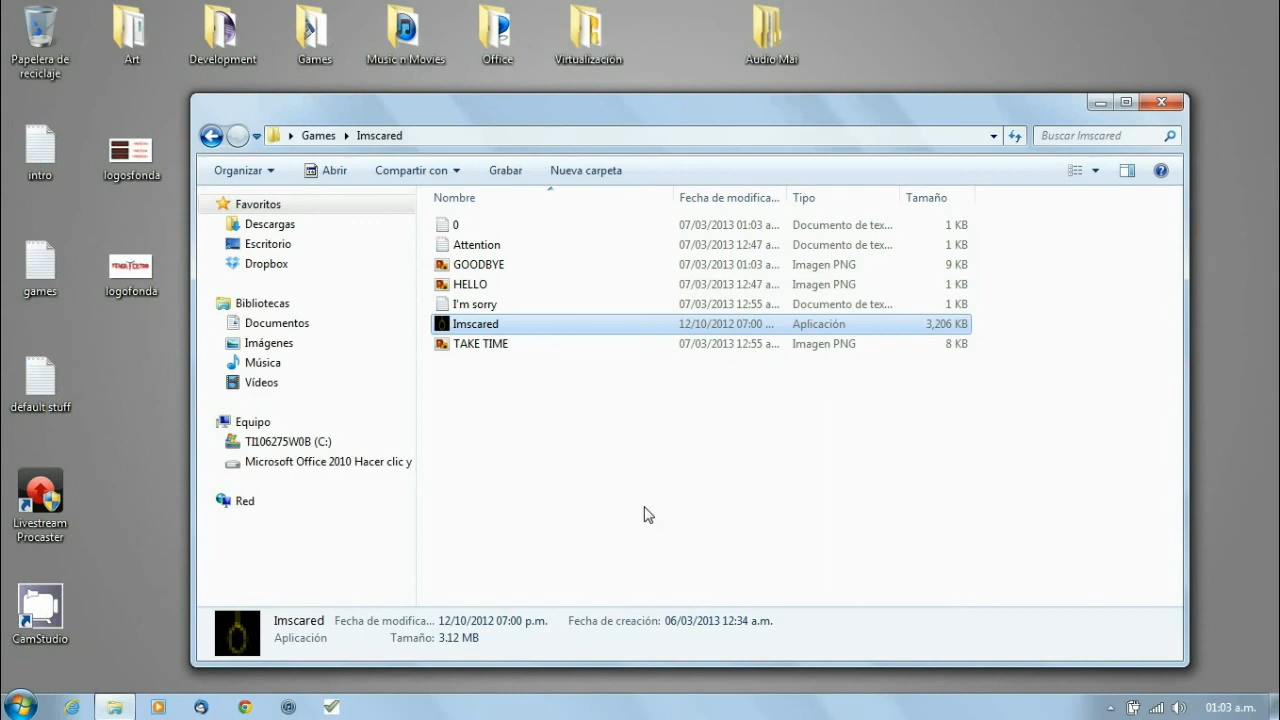 Papelera de
reciclaje
Art
Development
Games
Music n Movies
Office
Virtualización
Audio Mai
intro
logosfonda
games
logofonda
default stuff
Livestream
Procaster
CamStudio
Games
Imscared
Buscar Imscared
Organizar
Abrir
Compartir con
Grabar
Nueva carpeta
Favoritos
Descargas
Escritorio
Dropbox
Bibliotecas
Documentos
Imágenes
Música
Vídeos
Equipo
TI106275W0B (C:)
Microsoft Office 2010 Hacer clic y
Red
Nombre Fecha de modifica... Tipo Tamaño
0 07/03/2013 01:03 a... Documento de tex... 1 KB
Attention 07/03/2013 12:47 a... Documento de tex... 1 KB
GOODBYE 07/03/2013 01:03 a... Imagen PNG 9 KB
HELLO 07/03/2013 12:47 a... Imagen PNG 1 KB
I'm sorry 07/03/2013 12:55 a... Documento de tex... 1 KB
Imscared 12/10/2012 07:00 ... Aplicación 3,206 KB
TAKE TIME 07/03/2013 12:55 a... Imagen PNG 8 KB
Imscared Fecha de modifica... 12/10/2012 07:00 p.m. Fecha de creación: 06/03/2013 12:34 a.m.
Aplicación Tamaño: 3.12 MB
01:03 a.m.